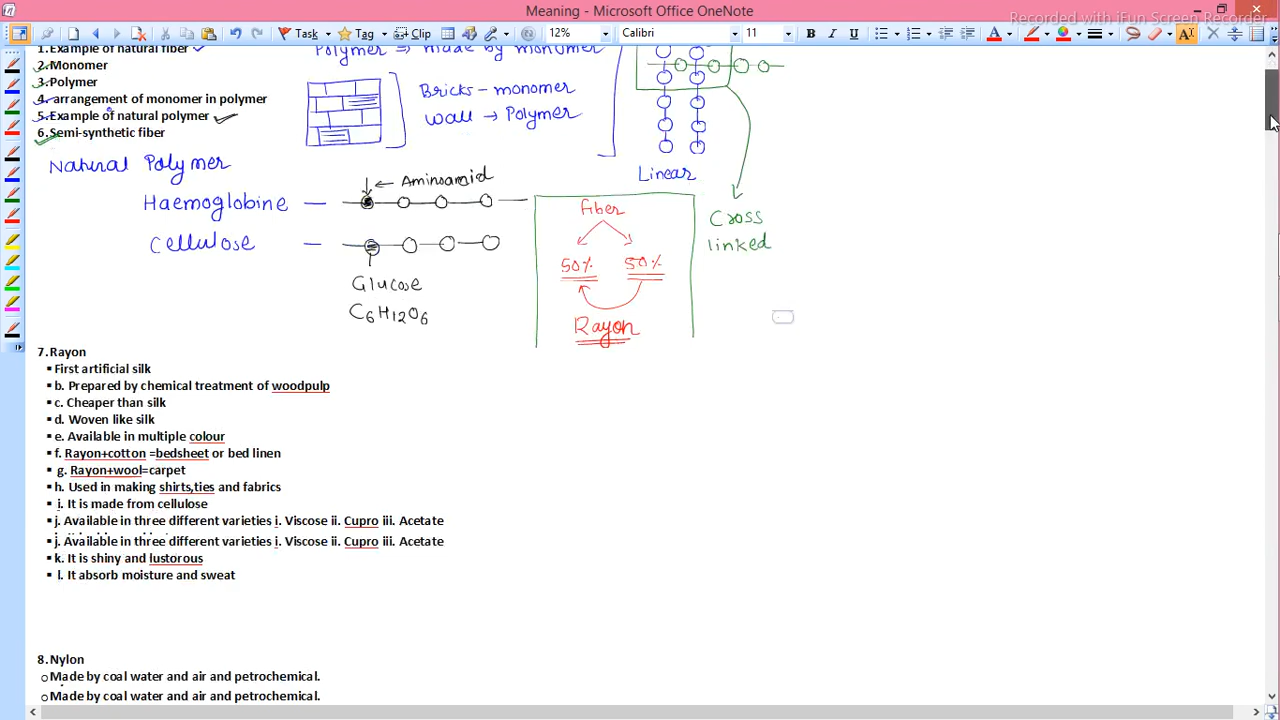 Meaning - Microsoft Office OneNote
Recorded with iFun Screen Recorder
Task
Tag
Clip
12%
Calibri
11
B I U
1.Example of natural fiber
2.Monomer
3.Polymer
4. arrangement of monomer in polymer
5.Example of natural polymer
6.Semi-synthetic fiber
Polymer ⇒ made by monomer
Bricks - monomer
wall → Polymer
Linear
Cross
linked
Natural Polymer
Aminoamid
Haemoglobine —
Cellulose —
Glucose
C6H12O6
fiber
50% 50%
Rayon
7.Rayon
▪ First artificial silk
▪ b. Prepared by chemical treatment of woodpulp
▪ c. Cheaper than silk
▪ d. Woven like silk
▪ e. Available in multiple colour
▪ f. Rayon+cotton =bedsheet or bed linen
▪ g. Rayon+wool=carpet
▪ h. Used in making shirts,ties and fabrics
▪ i. It is made from cellulose
▪ j. Available in three different varieties i. Viscose ii. Cupro iii. Acetate
▪ j. Available in three different varieties i. Viscose ii. Cupro iii. Acetate
▪ k. It is shiny and lustorous
▪ l. It absorb moisture and sweat
8.Nylon
o Made by coal water and air and petrochemical.
o Made by coal water and air and petrochemical.